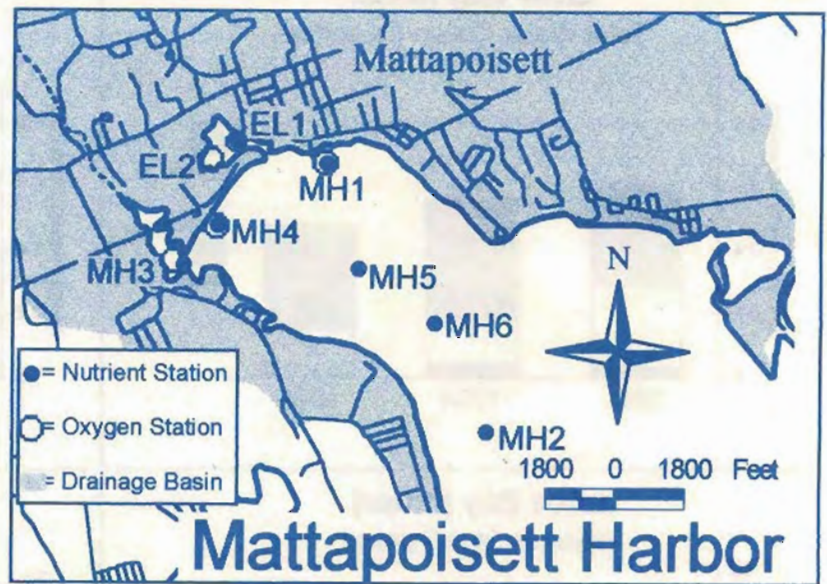 Mattapoisett
EL1
EL2
MH1
MH4
MH3
MH5
N
MH6
= Nutrient Station
= Oxygen Station
= Drainage Basin
MH2
1800 0 1800 Feet
Mattapoisett Harbor